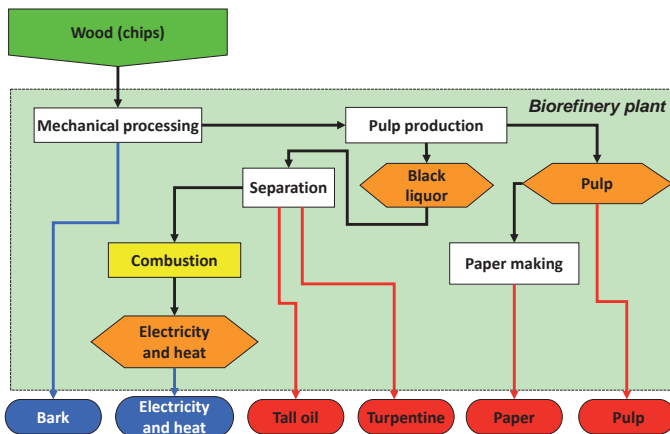 Wood (chips)
Biorefinery plant
Mechanical processing
Pulp production
Separation
Black
liquor
Pulp
Combustion
Paper making
Electricity
and heat
Bark
Electricity
and heat
Tall oil
Turpentine
Paper
Pulp